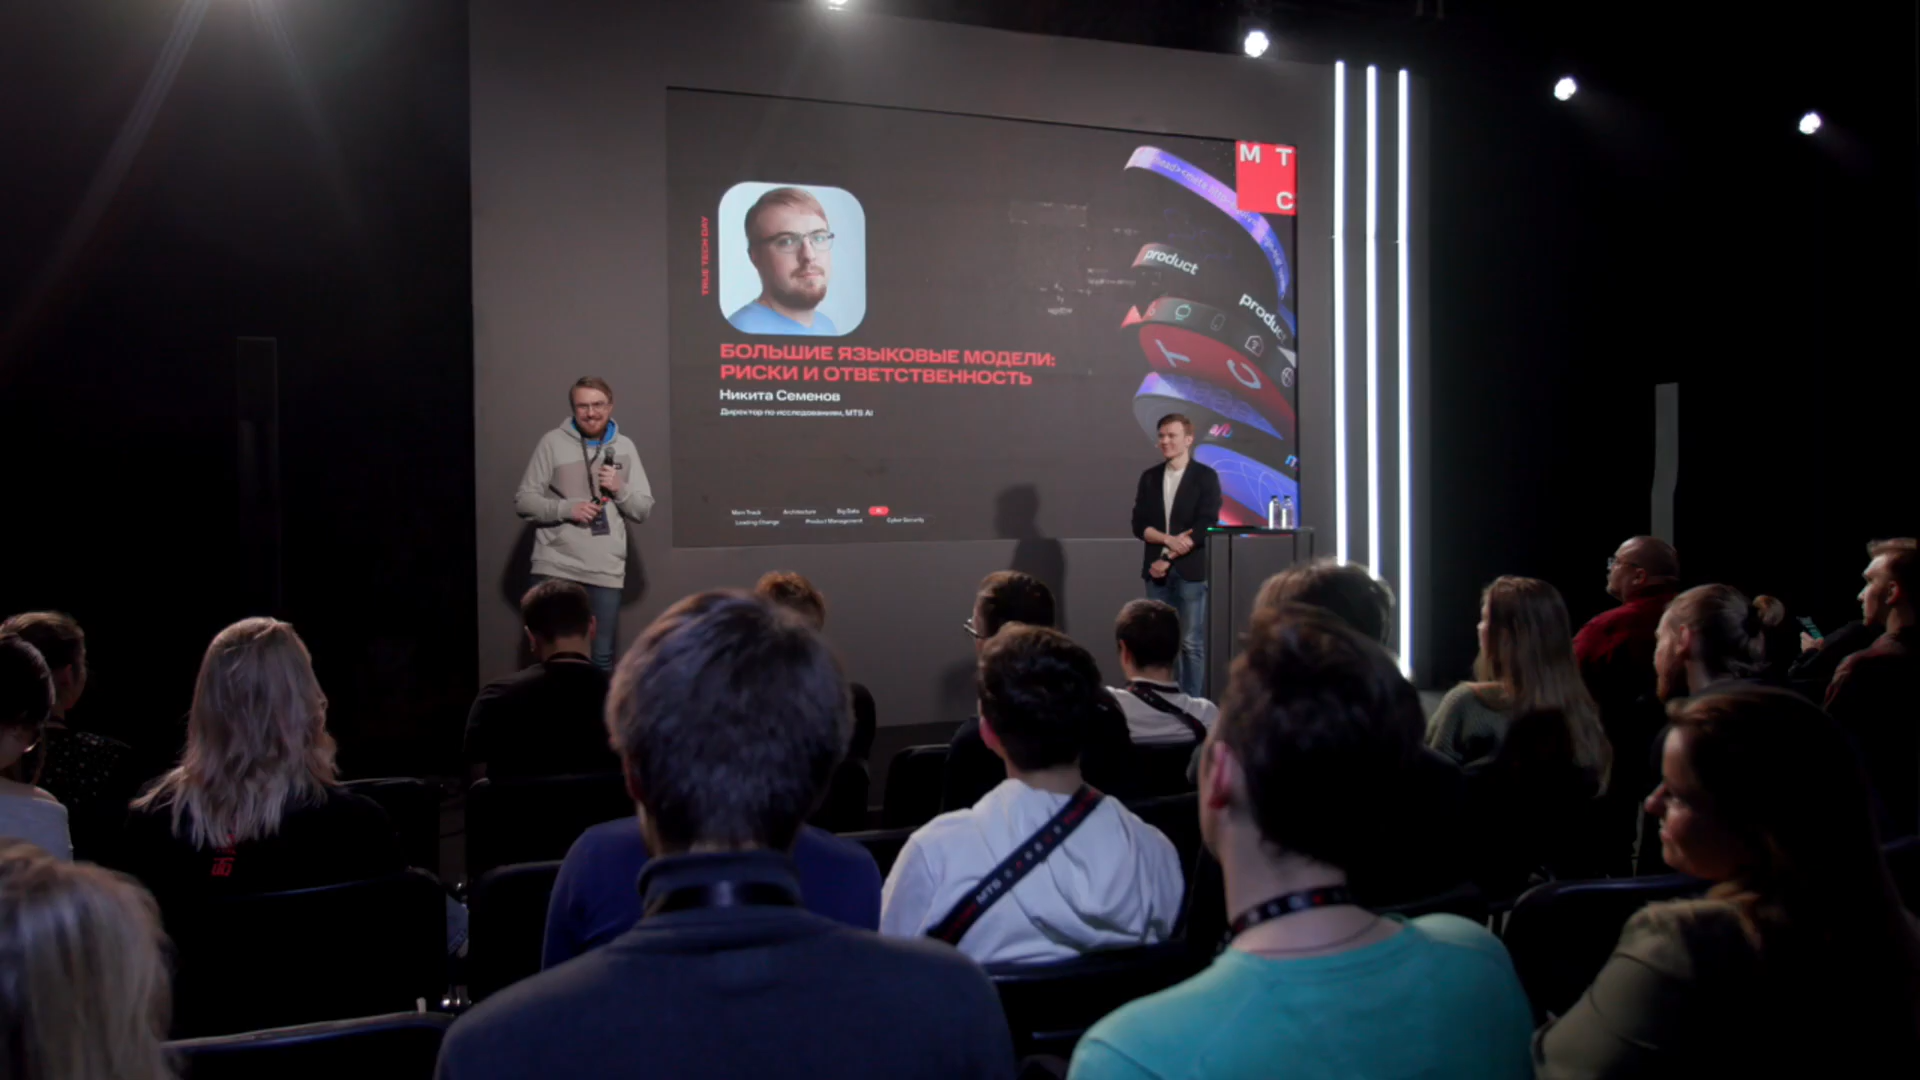 М Т
С
TRUE TECH DAY
product
product
БОЛЬШИЕ ЯЗЫКОВЫЕ МОДЕЛИ:
РИСКИ И ОТВЕТСТВЕННОСТЬ
Никита Семенов
Директор по исследованиям, MTS AI
a/b
Main Track Architecture Big Data AI
Leading Change Product Management Cyber Security
MTS